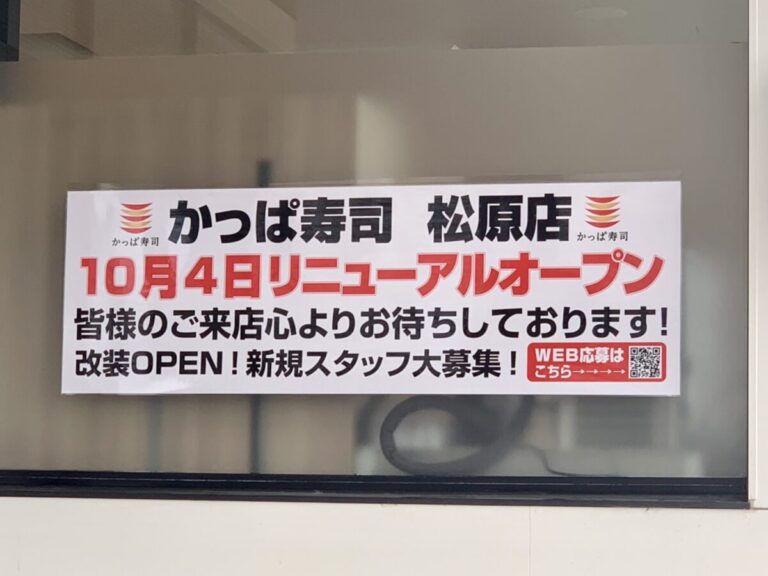 かっぱ寿司 松原店
かっぱ寿司
かっぱ寿司
10月4日リニューアルオープン
皆様のご来店心よりお待ちしております!
改装OPEN!新規スタッフ大募集!
WEB応募は
こちら→→→→